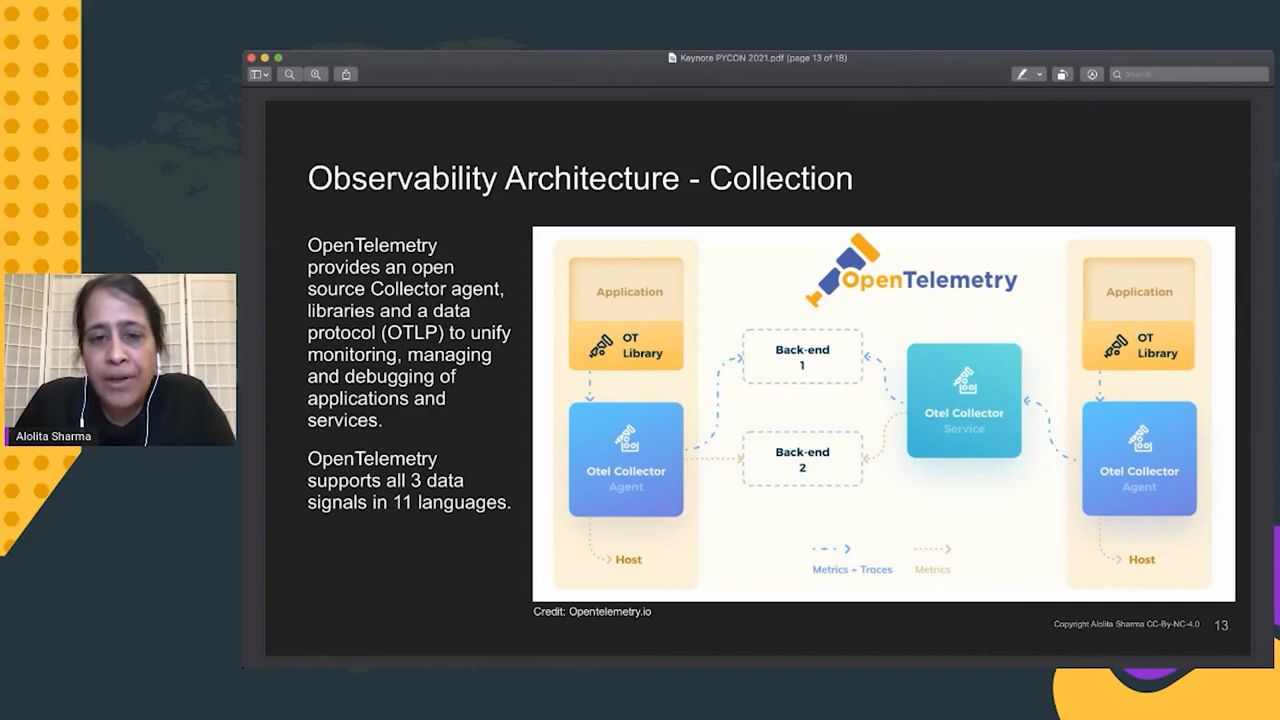 Keynote PYCON 2021.pdf (page 13 of 18)
Search
Observability Architecture - Collection
OpenTelemetry
provides an open
source Collector agent,
libraries and a data
protocol (OTLP) to unify
monitoring, managing
and debugging of
applications and
services.
OpenTelemetry
supports all 3 data
signals in 11 languages.
OpenTelemetry
Application
OT
Library
Otel Collector
Agent
Host
Back-end
1
Back-end
2
Otel Collector
Service
Application
OT
Library
Otel Collector
Agent
Host
Metrics + Traces
Metrics
Credit: Opentelemetry.io
Copyright Alolita Sharma CC-By-NC-4.0
13
Alolita Sharma